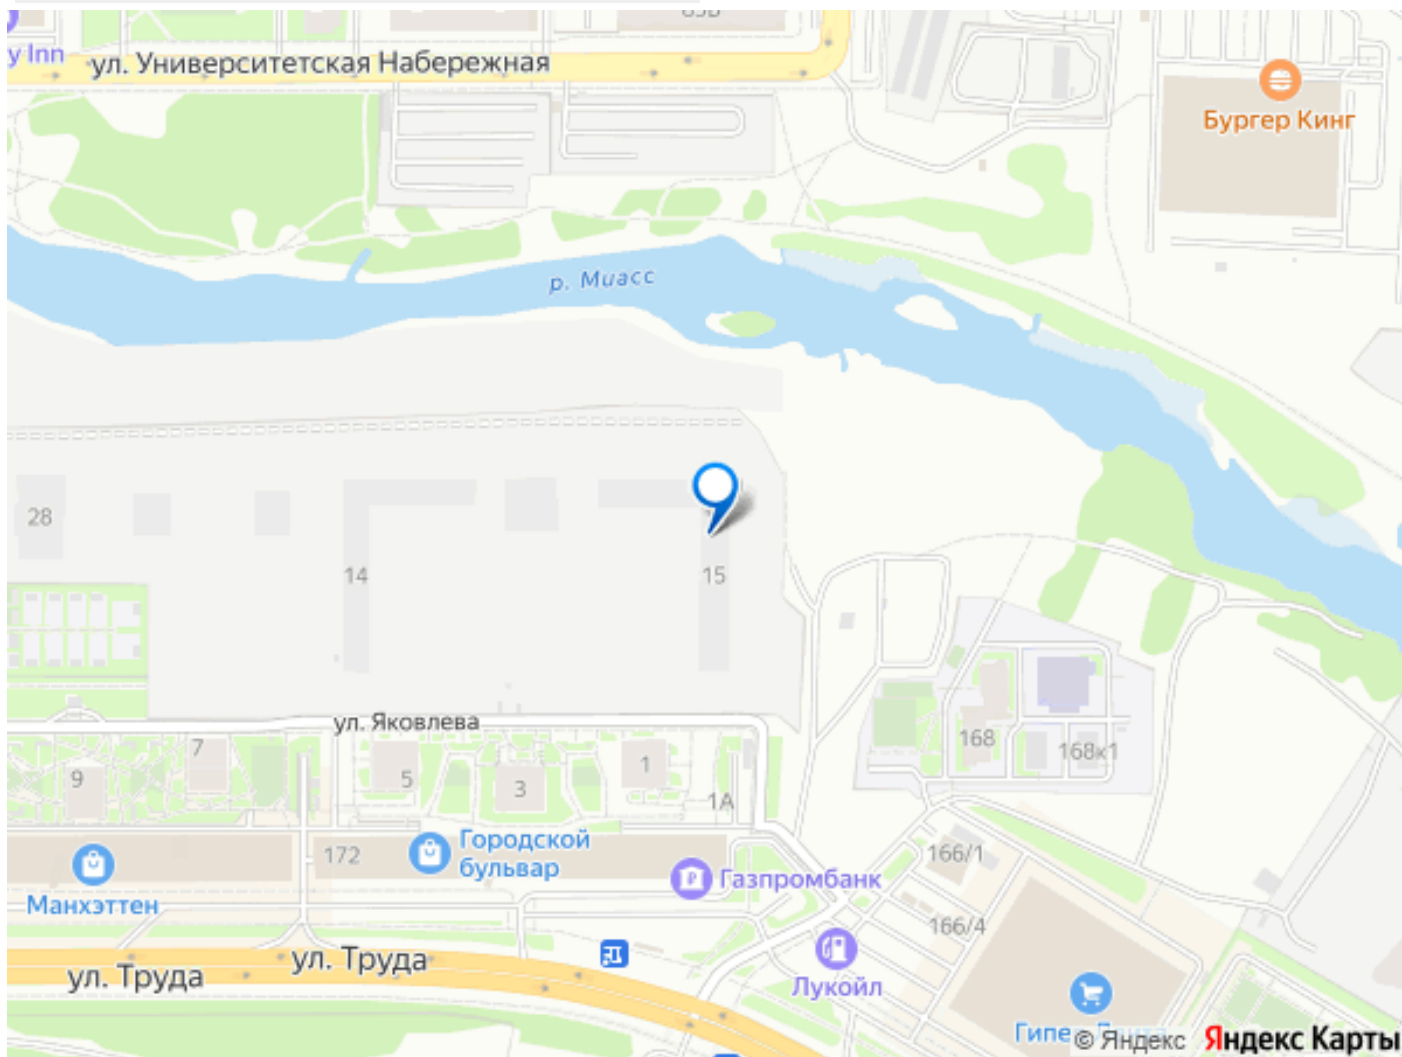 83В
y Inn
ул. Университетская Набережная
Бургер Кинг
р. Миасс
28
14
15
ул. Яковлева
7
9
5
3
1
1А
168
168к1
172
Городской
бульвар
Манхэттен
Газпромбанк
166/1
166/4
Лукойл
ул. Труда
ул. Труда
© Яндекс
Яндекс Карты